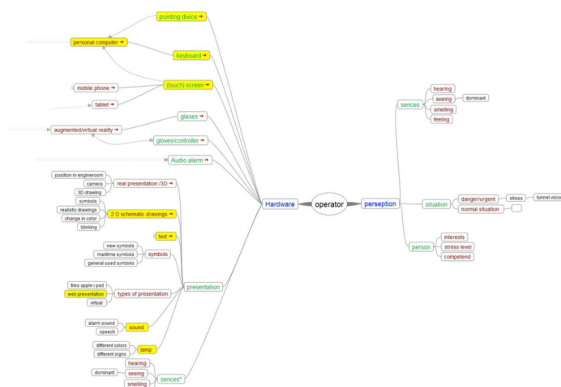 pointing divice
personal computer
keyboard
(touch) screen
mobile phone
tablet
glases
augmented/virtual reality
gloves/controller
Audio alarm
position in engineroom
camera
3D drawing
real presentation /3D
symbols
realistic drawings
change in color
blinking
2 D schematic drawings
text
new symbols
maritime symbols
general used symbols
symbols
tiles apple i pad
web presentation
virtual
types of presentation
presentation
alarm sound
speech
sound
different colors
different signs
lamp
hearing
dominant
seeing
smelling
sences"
Hardware
operator
perseption
sences
hearing
seeing
dominant
smelling
feeling
situation
danger/urgent
stress
tunnel vision
normal situation
person
interests
stress level
competend